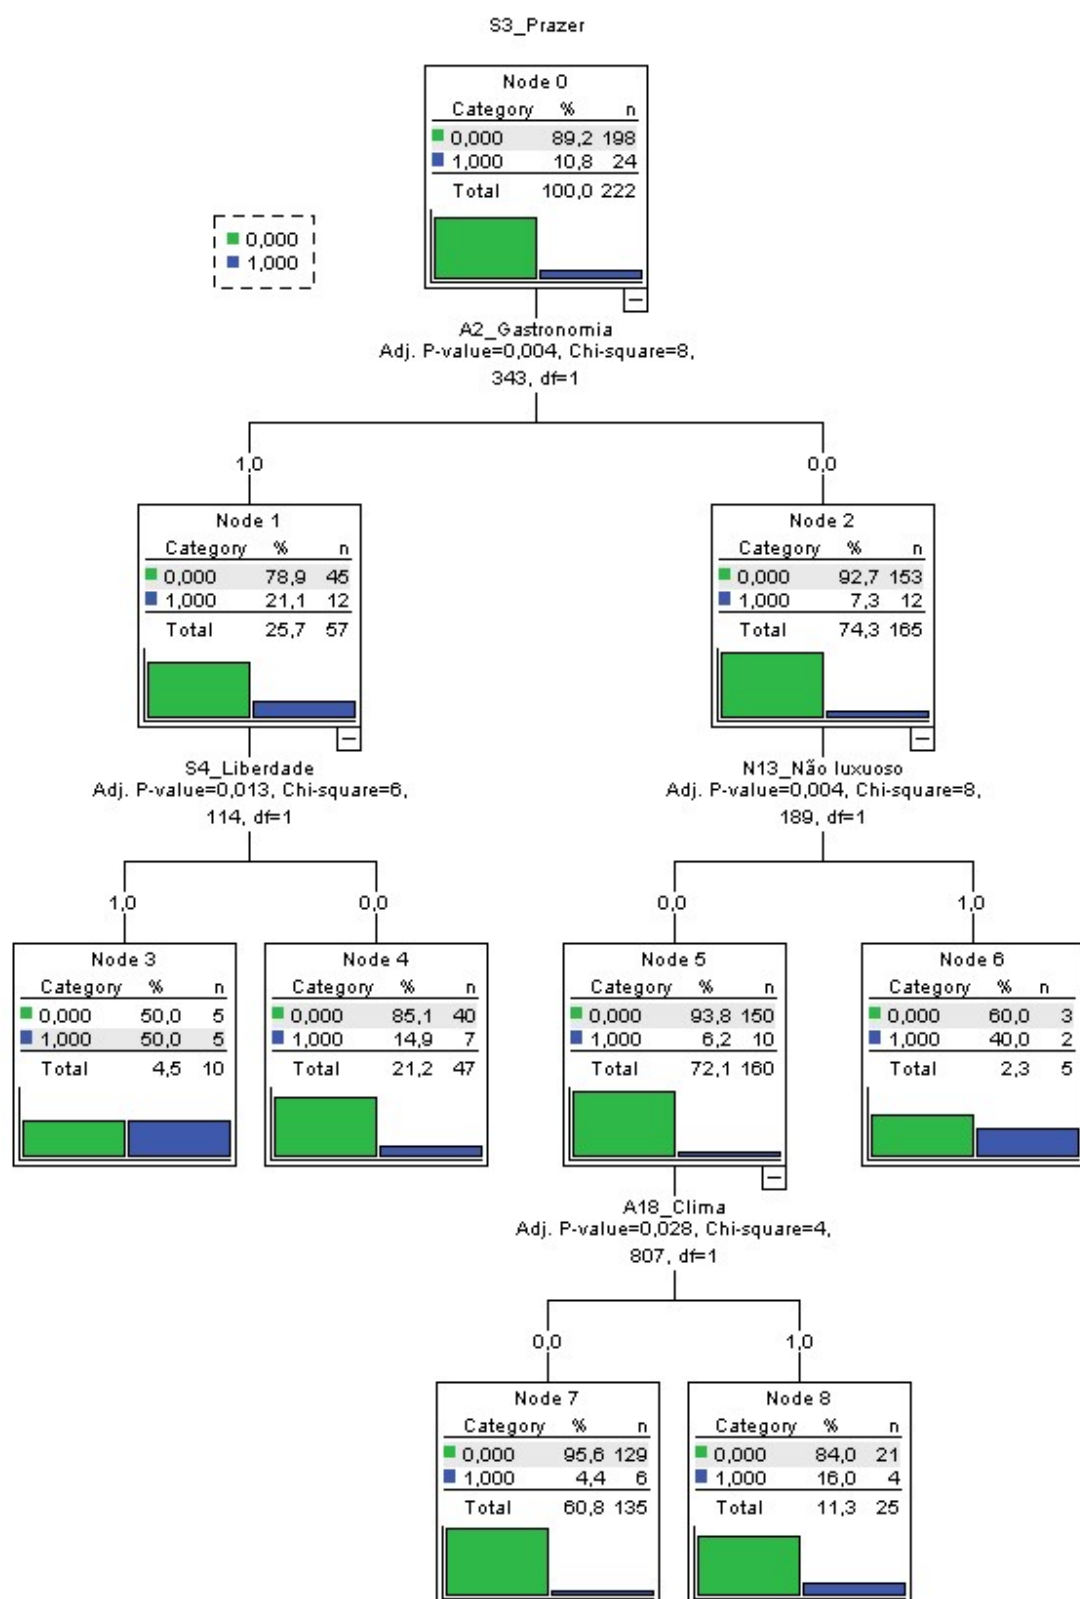 S3_Prazer
Node 0
Category % n
0,000 89,2 198
1,000 10,8 24
Total 100,0 222
0,000
1,000
A2_Gastronomia
Adj. P-value=0,004, Chi-square=8,
343, df=1
1,0
0,0
Node 1
Category % n
0,000 78,9 45
1,000 21,1 12
Total 25,7 57
Node 2
Category % n
0,000 92,7 153
1,000 7,3 12
Total 74,3 165
S4_Liberdade
Adj. P-value=0,013, Chi-square=6,
114, df=1
N13_Não luxuoso
Adj. P-value=0,004, Chi-square=8,
189, df=1
1,0
0,0
0,0
1,0
Node 3
Category % n
0,000 50,0 5
1,000 50,0 5
Total 4,5 10
Node 4
Category % n
0,000 85,1 40
1,000 14,9 7
Total 21,2 47
Node 5
Category % n
0,000 93,8 150
1,000 6,2 10
Total 72,1 160
Node 6
Category % n
0,000 60,0 3
1,000 40,0 2
Total 2,3 5
A18_Clima
Adj. P-value=0,028, Chi-square=4,
807, df=1
0,0
1,0
Node 7
Category % n
0,000 95,6 129
1,000 4,4 6
Total 60,8 135
Node 8
Category % n
0,000 84,0 21
1,000 16,0 4
Total 11,3 25